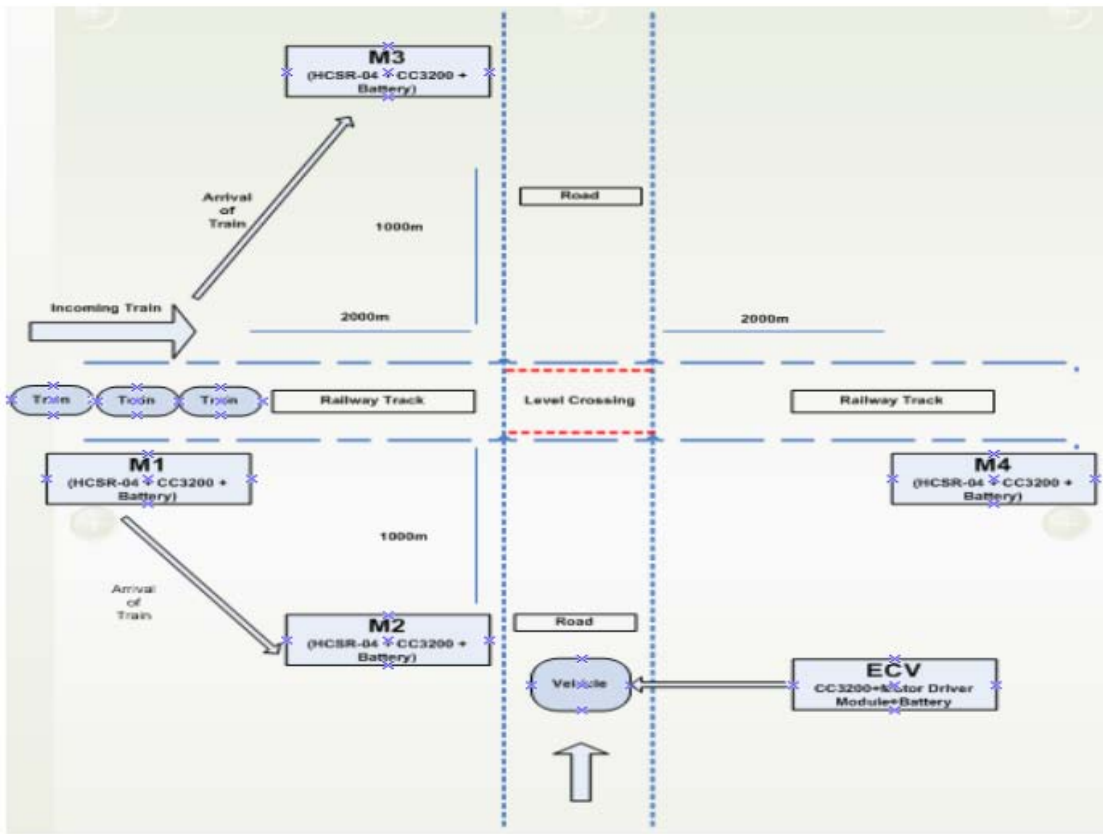 M3
(HCSR-04 + CC3200 +
Battery)
Road
Arrival
of
Train
1000m
Incoming Train
2000m
2000m
Train
Train
Train
Railway Track
Level Crossing
Railway Track
M1
(HCSR-04 + CC3200 +
Battery)
M4
(HCSR-04 + CC3200 +
Battery)
1000m
Arrival
of
Train
M2
(HCSR-04 + CC3200 +
Battery)
Road
Vehicle
ECV
CC3200+Motor Driver
Module+Battery